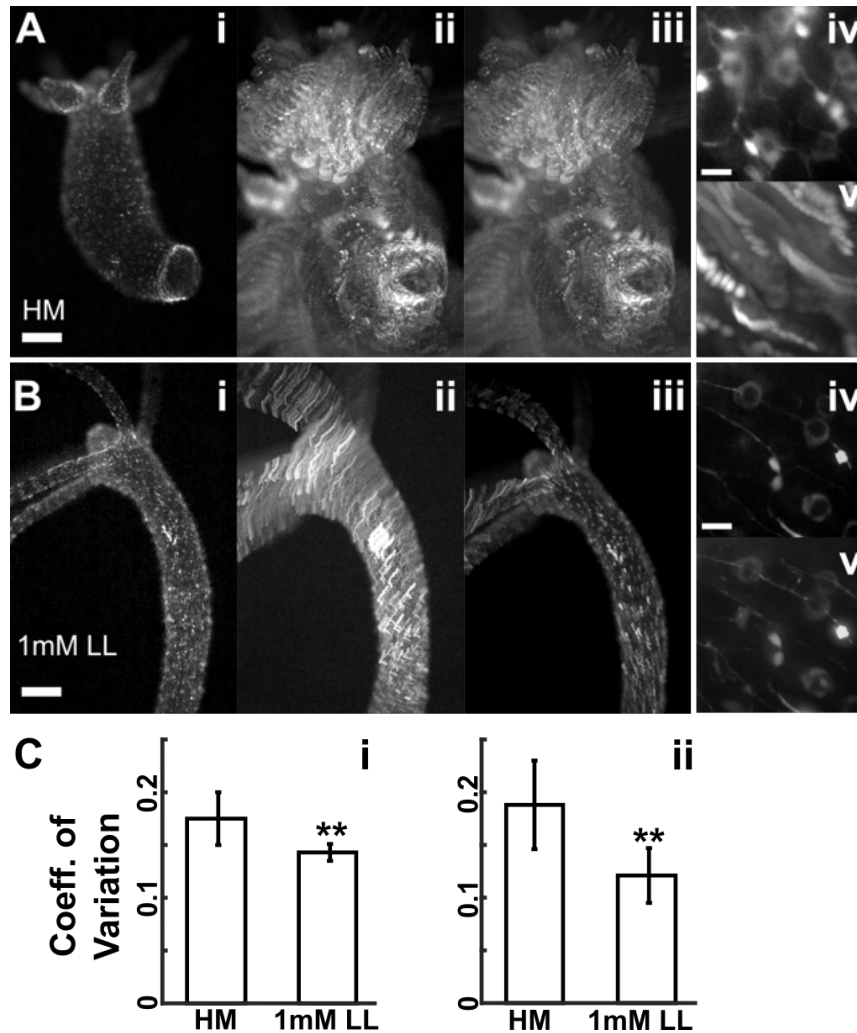 A i ii iii iv
v
HM
B i ii iii iv
v
1mM LL
C i ii
Coeff. of
Variation
0.2 0.2
** **
0.1 0.1
0 0
HM 1mM LL HM 1mM LL